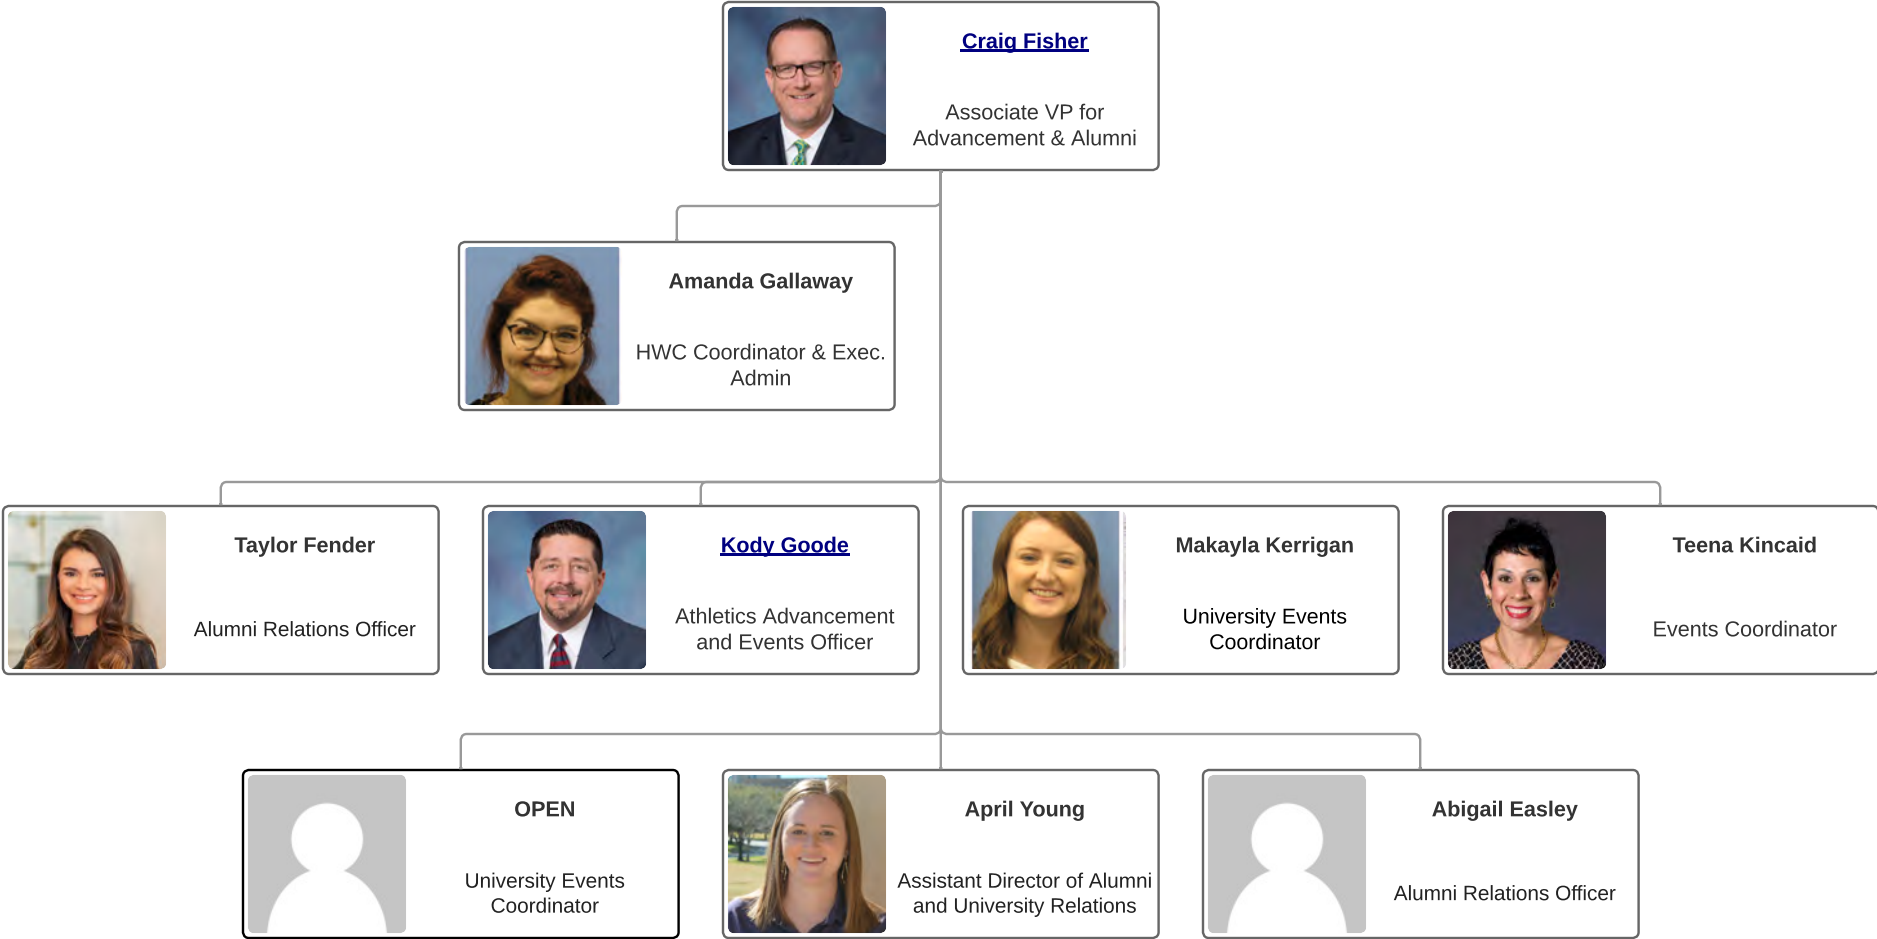 Craig Fisher
Associate VP for
Advancement & Alumni
Amanda Gallaway
HWC Coordinator & Exec.
Admin
Taylor Fender
Alumni Relations Officer
Kody Goode
Athletics Advancement
and Events Officer
Makayla Kerrigan
University Events
Coordinator
Teena Kincaid
Events Coordinator
OPEN
University Events
Coordinator
April Young
Assistant Director of Alumni
and University Relations
Abigail Easley
Alumni Relations Officer